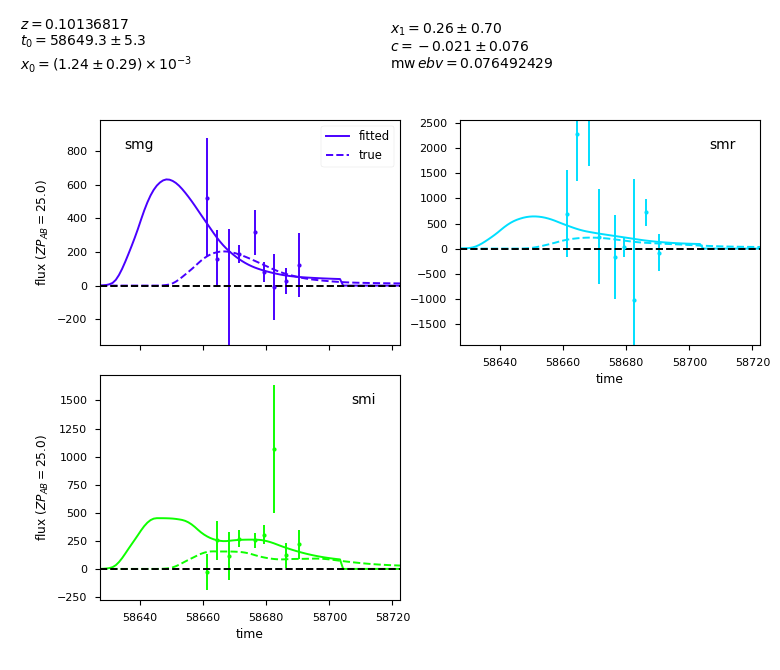 z = 0.10136817
t₀ = 58649.3 ± 5.3
x₀ = (1.24 ± 0.29) × 10⁻³
x₁ = 0.26 ± 0.70
c = −0.021 ± 0.076
mw ebv = 0.076492429
smg
fitted
true
800
600
400
200
0
−200
flux (ZP_AB = 25.0)
smr
2500
2000
1500
1000
500
0
−500
−1000
−1500
58640 58660 58680 58700 58720
time
smi
1500
1250
1000
750
500
250
0
−250
flux (ZP_AB = 25.0)
58640 58660 58680 58700 58720
time